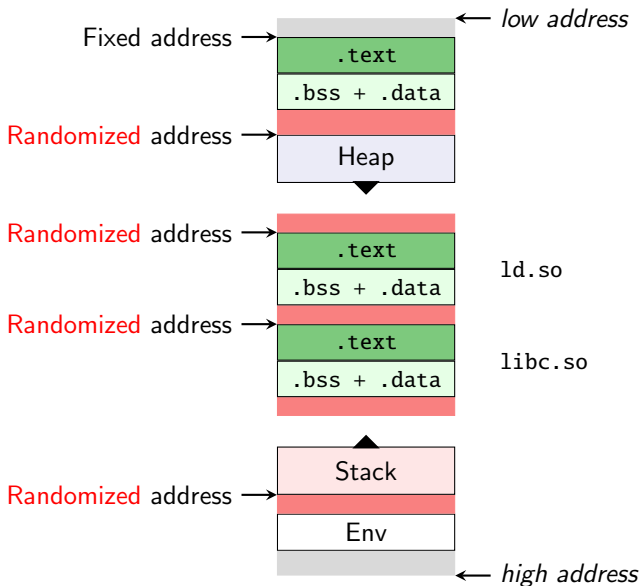 low address
Fixed address
.text
.bss + .data
Randomized address
Heap
Randomized address
.text
ld.so
.bss + .data
Randomized address
.text
libc.so
.bss + .data
Stack
Randomized address
Env
high address